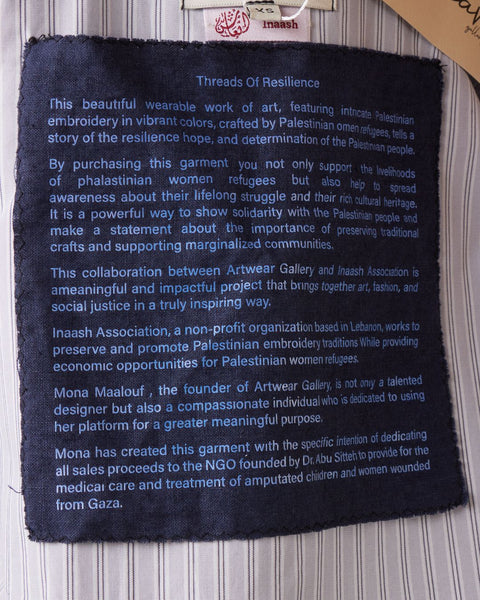 XS
Inaash
Threads Of Resilience
This beautiful wearable work of art, featuring intricate Palestinian
embroidery in vibrant colors, crafted by Palestinian omen refugees, tells a
story of the resilience hope, and determination of the Palestinian people.
By purchasing this garment you not only support the livelihoods
of phalastinian women refugees but also help to spread
awareness about their lifelong struggle and their rich cultural heritage.
It is a powerful way to show solidarity with the Palestinian people and
make a statement about the importance of preserving traditional
crafts and supporting marginalized communities.
This collaboration between Artwear Gallery and Inaash Association is
ameaningful and impactful project that brings together art, fashion, and
social justice in a truly inspiring way.
Inaash Association, a non-profit organization based in Lebanon, works to
preserve and promote Palestinian embroidery traditions While providing
economic opportunities for Palestinian women refugees.
Mona Maalouf , the founder of Artwear Gallery, is not only a talented
designer but also a compassionate individual who is dedicated to using
her platform for a greater meaningful purpose.
Mona has created this garment with the specific intention of dedicating
all sales proceeds to the NGO founded by Dr. Abu Sitteh to provide for the
medical care and treatment of amputated children and women wounded
from Gaza.